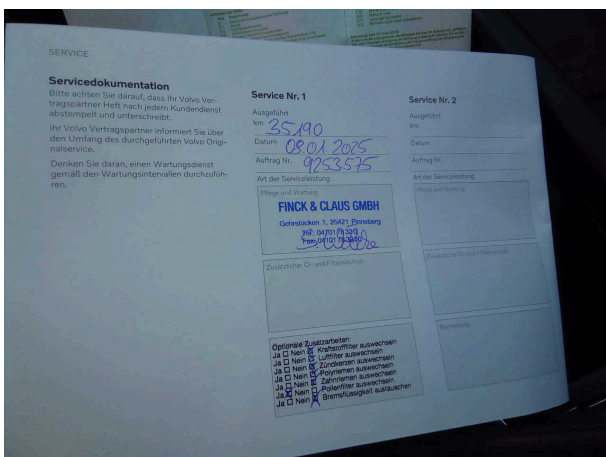 SERVICE
Servicedokumentation
Bitte achten Sie darauf, dass Ihr Volvo Ver-
tragspartner Heft nach jedem Kundendienst
abstempelt und unterschreibt.
Ihr Volvo Vertragspartner informiert Sie über
den Umfang des durchgeführten Volvo Origi-
nalservice.
Denken Sie daran, einen Wartungsdienst
gemäß den Wartungsintervallen durchzufüh-
ren.
Service Nr. 1
Ausgeführt
km 35190
Datum 08.01.2025
Auftrag Nr. 9253575
Art der Serviceleistung
Pflege und Wartung
FINCK & CLAUS GMBH
Gehrstücken 1, 25421 Pinneberg
Tel.: 04101
Fax: 04101
Zusätzlicher Öl- und Filterwechsel
Optionale Zusatzarbeiten
Ja Nein Kraftstofffilter auswechseln
Ja Nein Luftfilter auswechseln
Ja Nein Zündkerzen auswechseln
Ja Nein Polyriemen auswechseln
Ja Nein Zahnriemen auswechseln
Ja Nein Pollenfilter auswechseln
Ja Nein Bremsflüssigkeit austauschen
Service Nr. 2
Ausgeführt
km
Datum
Auftrag Nr.
Art der Serviceleistung
Pflege und Wartung
Zusätzlicher Öl- und Filterwechsel
Bemerkung